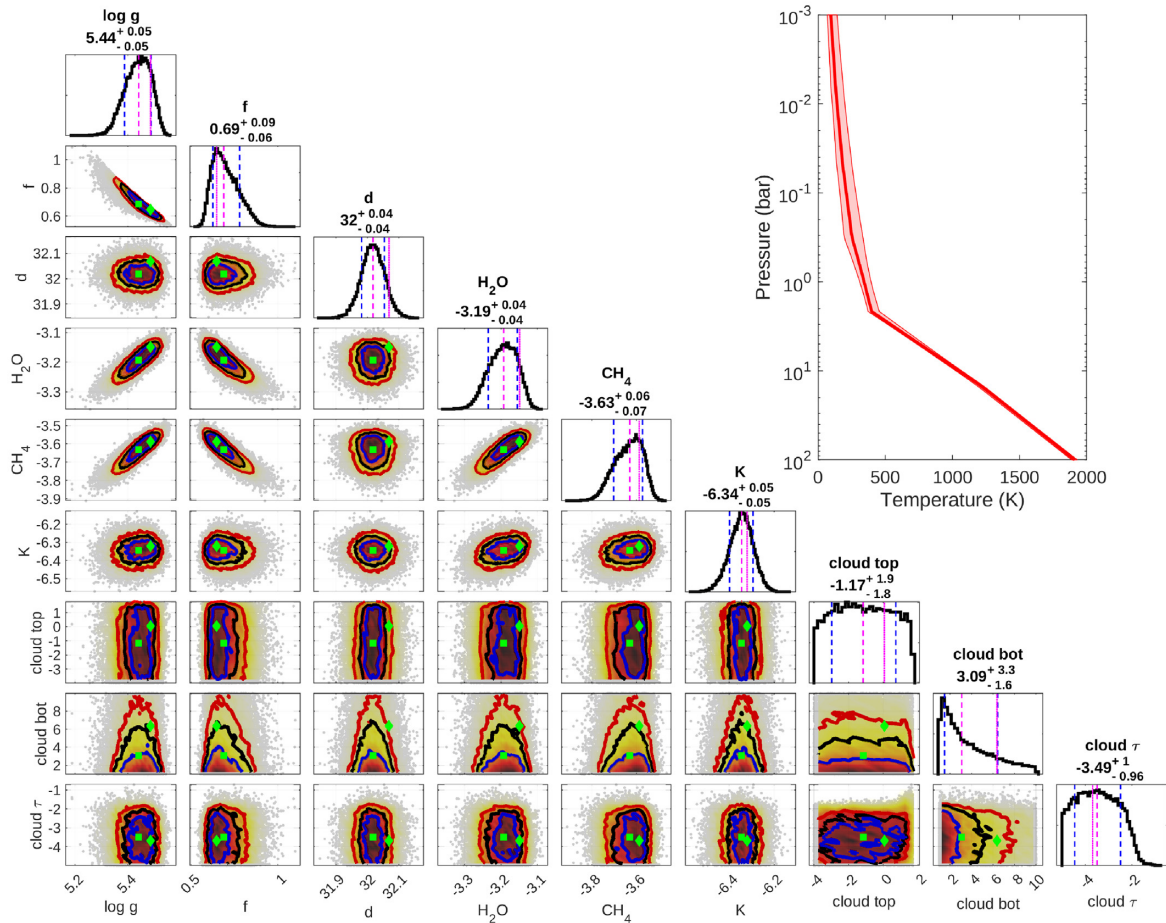 log g
5.44 + 0.05 - 0.05
10⁻³
f
0.69 + 0.09 - 0.06
10⁻²
f
1
0.8
0.6
d
32 + 0.04 - 0.04
10⁻¹
d
32.1
32
31.9
H₂O
-3.19 + 0.04 - 0.04
Pressure (bar)
10⁰
H₂O
-3.1
-3.2
-3.3
CH₄
-3.63 + 0.06 - 0.07
10¹
CH₄
-3.5
-3.6
-3.7
-3.8
-3.9
K
-6.34 + 0.05 - 0.05
10²
0 500 1000 1500 2000
Temperature (K)
K
-6.2
-6.3
-6.4
-6.5
cloud top
-1.17 + 1.9 - 1.8
cloud top
1
0
-1
-2
-3
cloud bot
3.09 + 3.3 - 1.6
cloud bot
8
6
4
2
cloud τ
-3.49 + 1 - 0.96
cloud τ
-1
-2
-3
-4
5.2 5.4 0.5 1 31.9 32 32.1 -3.3 -3.1 -3.8 -3.6 -6.4 -6.2 -4 -2 0 2 2 4 6 8 10 -4 -2
log g f d H₂O CH₄ K cloud top cloud bot cloud τ